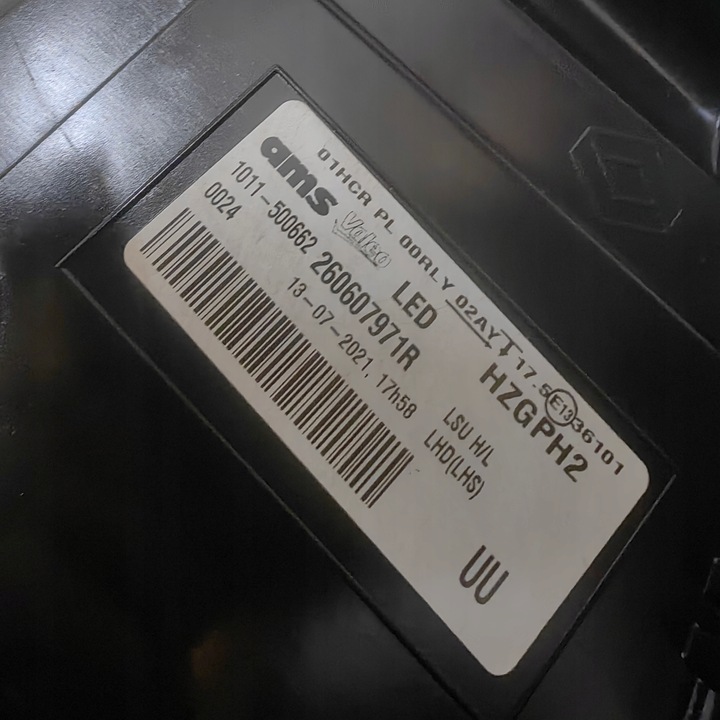 01HCR PL 00RLY 02AY 17.5 E13 36101
ams Valeo LED HZGPH2
1011-500662 260607971R
0024 13-07-2021, 17h58
LSU H/L
LHD(LHS)
UU